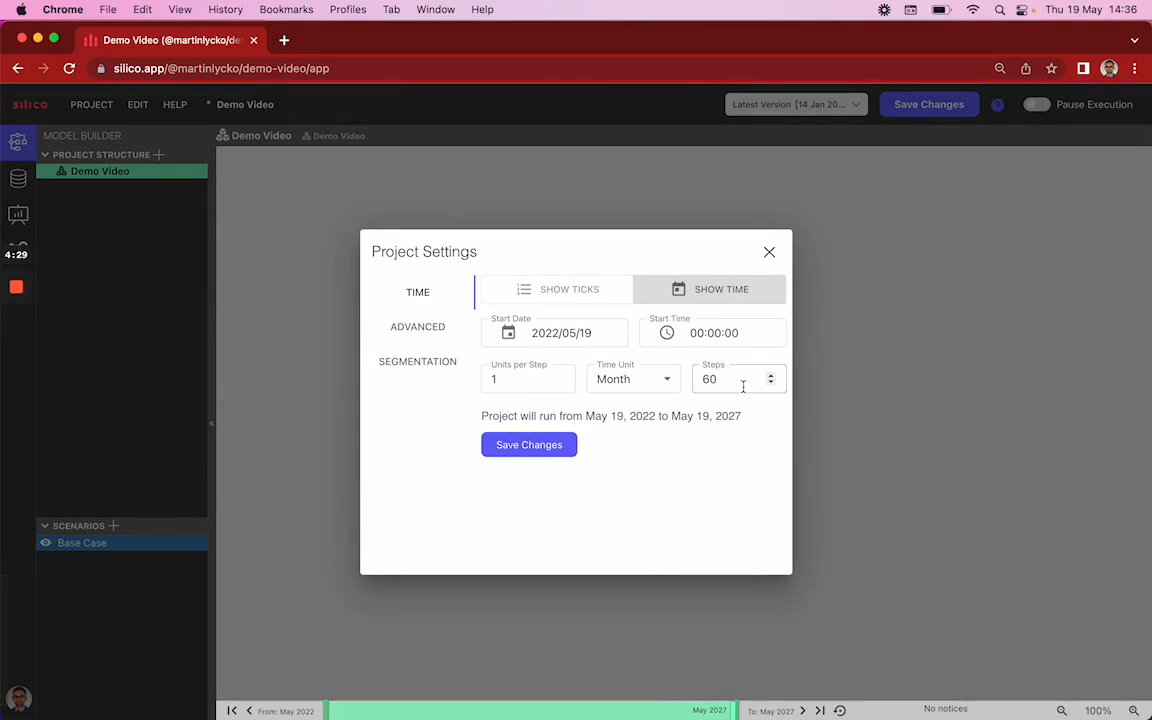 Chrome File Edit View History Bookmarks Profiles Tab Window Help Thu 19 May 14:36
Demo Video (@martinlycko/de
silico.app/@martinlycko/demo-video/app
silico PROJECT EDIT HELP * Demo Video Latest Version [14 Jan 20... Save Changes ? Pause Execution
MODEL BUILDER Demo Video Demo Video
PROJECT STRUCTURE
Demo Video
4:29
Project Settings
TIME SHOW TICKS SHOW TIME
ADVANCED
SEGMENTATION
Start Date Start Time
2022/05/19 00:00:00
Units per Step Time Unit Steps
1 Month 60
Project will run from May 19, 2022 to May 19, 2027
Save Changes
SCENARIOS
Base Case
From: May 2022 May 2027 To: May 2027 No notices 100%